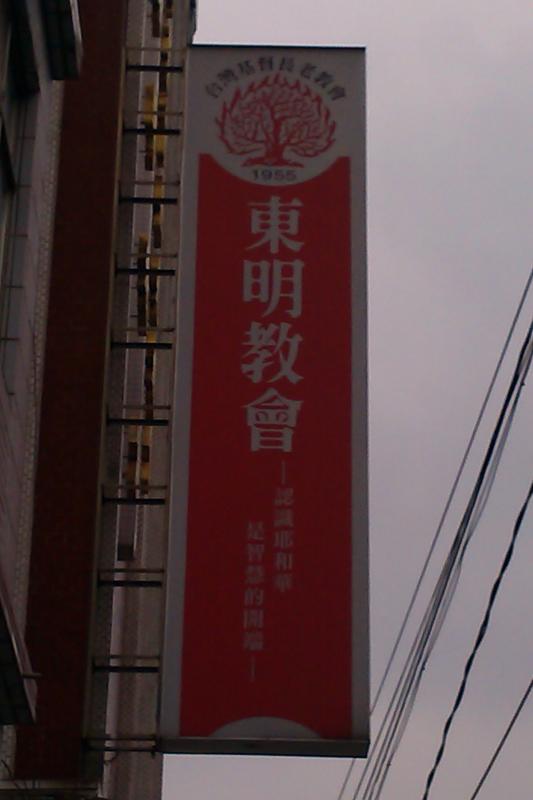 台灣基督長老教會
1955
東明教會
—認識耶和華
是智慧的開端—